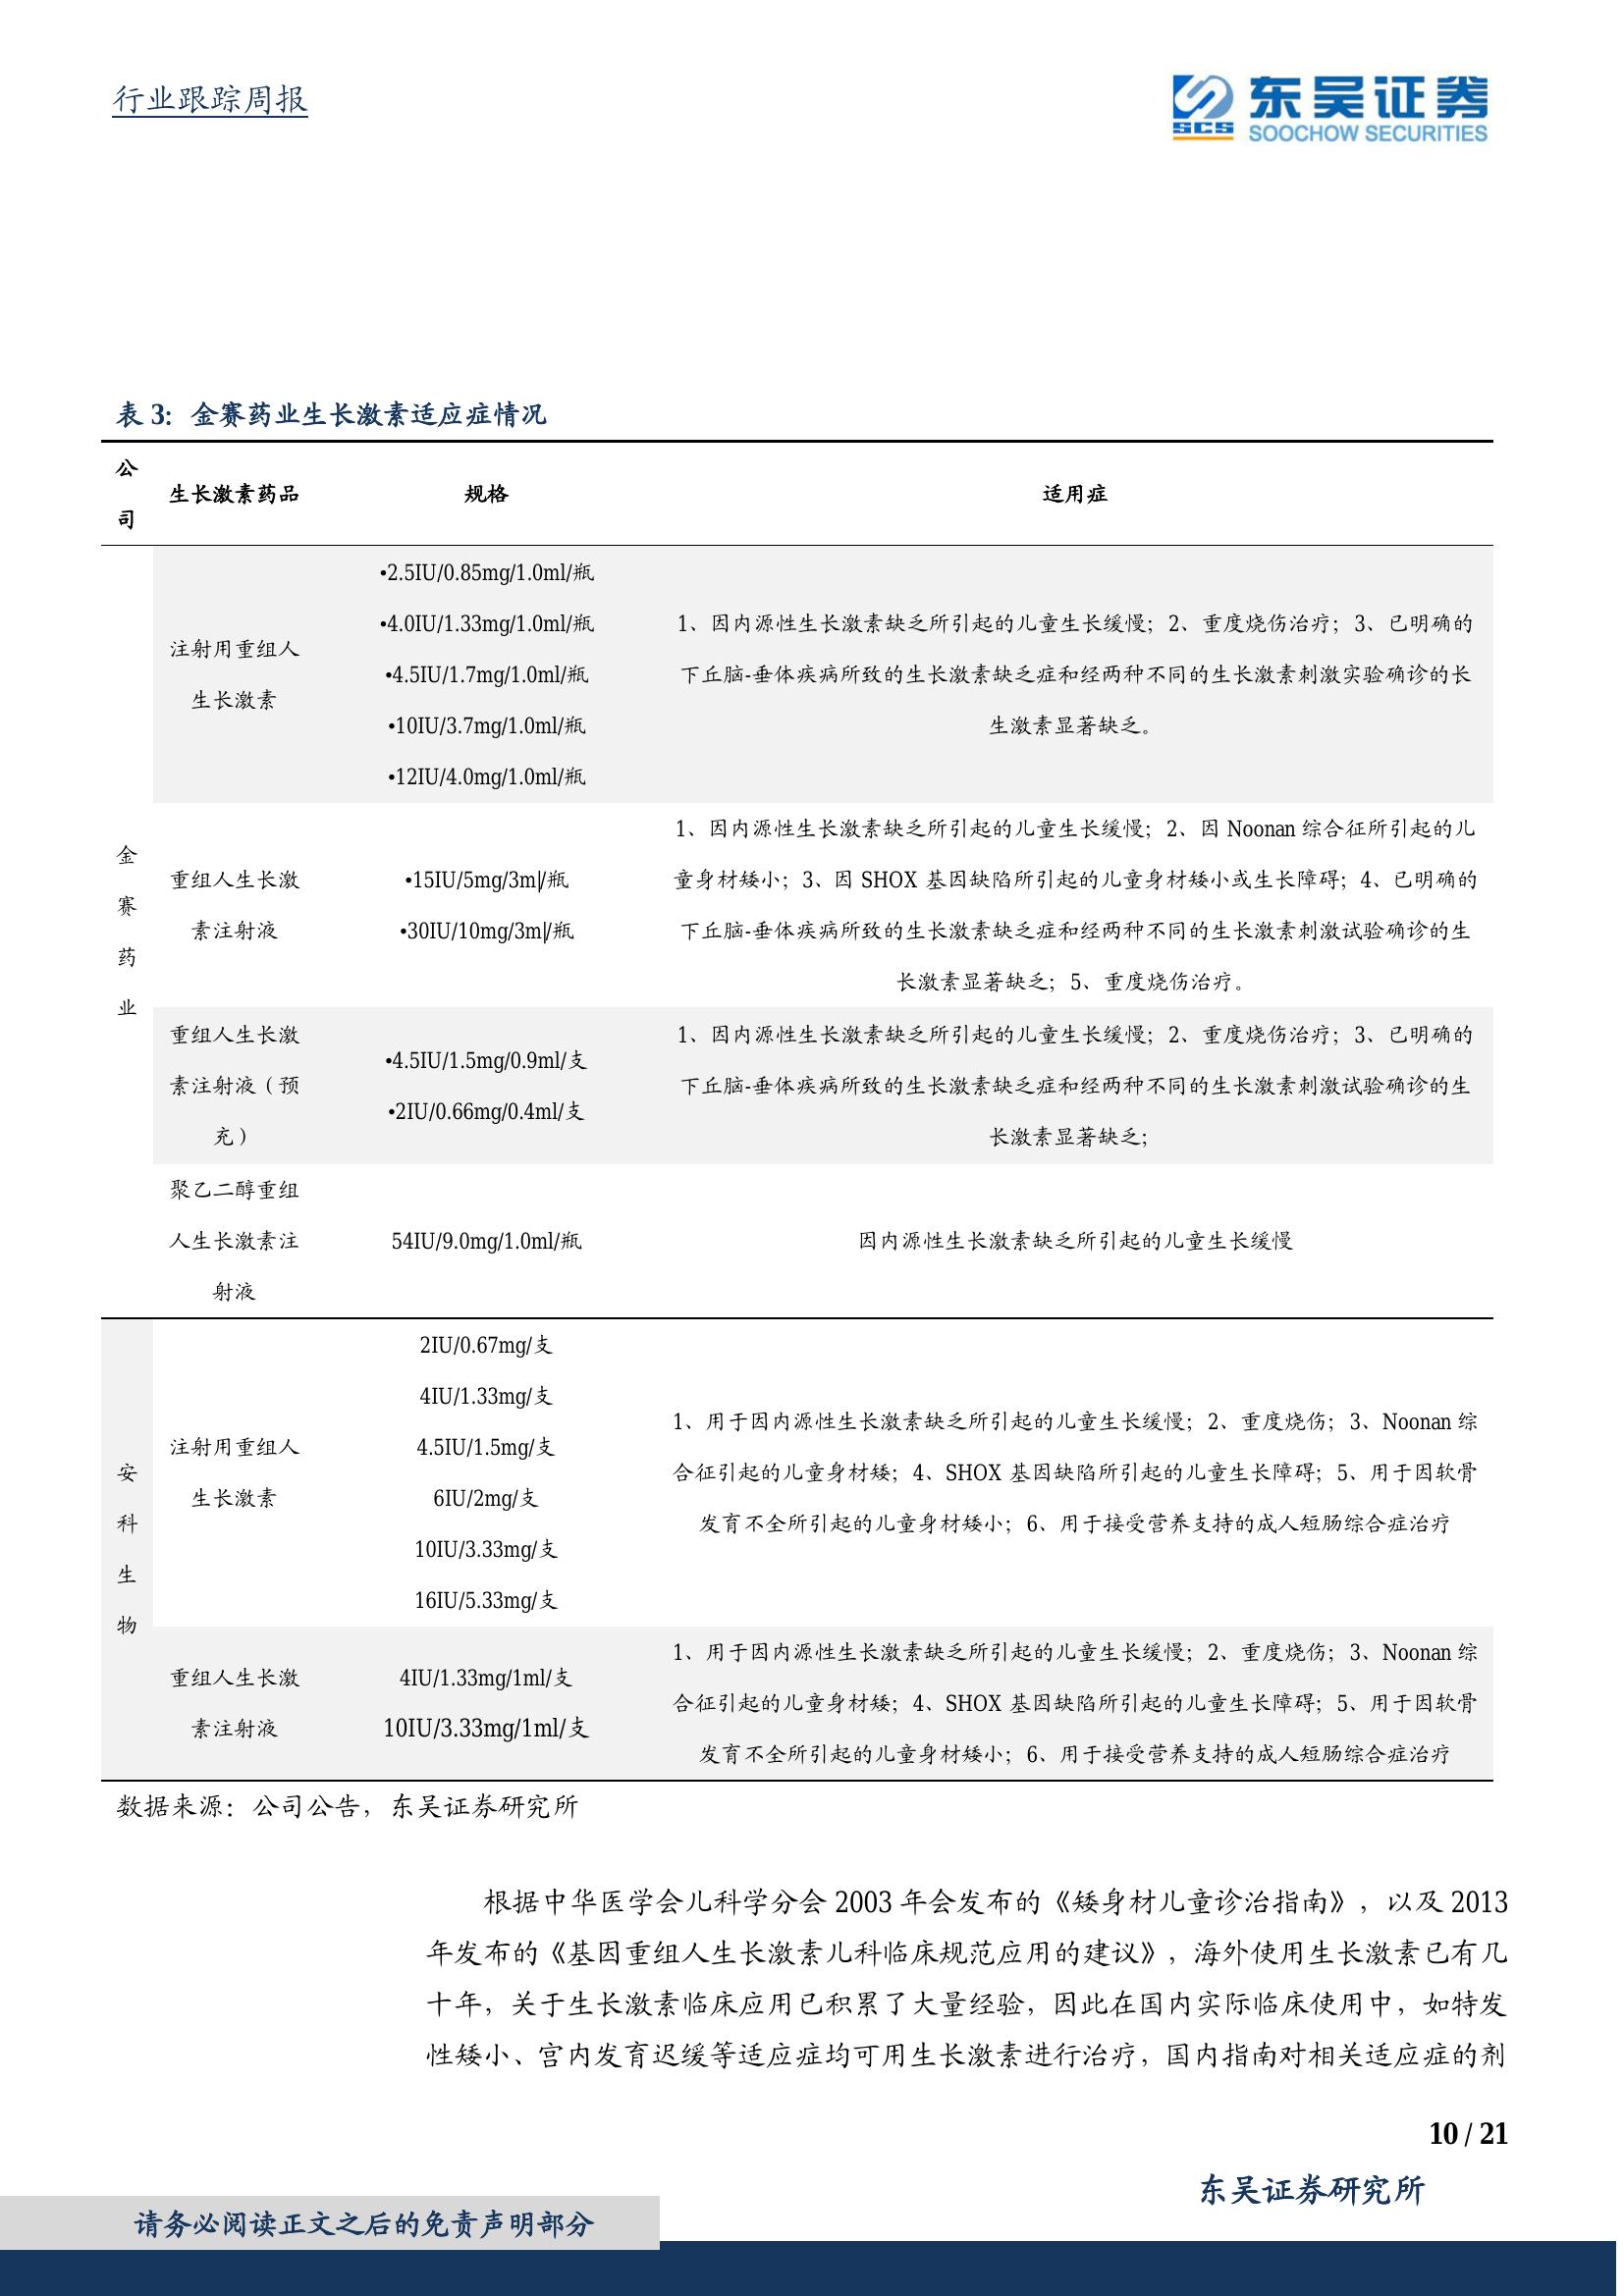 行业跟踪周报
SCS
东吴证券
SOOCHOW SECURITIES
表 3: 金赛药业生长激素适应症情况
公
司
生长激素药品
规格
适用症
金
赛
药
业
注射用重组人
生长激素
•2.5IU/0.85mg/1.0ml/瓶
•4.0IU/1.33mg/1.0ml/瓶
•4.5IU/1.7mg/1.0ml/瓶
•10IU/3.7mg/1.0ml/瓶
•12IU/4.0mg/1.0ml/瓶
1、因内源性生长激素缺乏所引起的儿童生长缓慢；2、重度烧伤治疗；3、已明确的
下丘脑-垂体疾病所致的生长激素缺乏症和经两种不同的生长激素刺激实验确诊的长
生激素显著缺乏。
重组人生长激
素注射液
•15IU/5mg/3m|/瓶
•30IU/10mg/3m|/瓶
1、因内源性生长激素缺乏所引起的儿童生长缓慢；2、因 Noonan 综合征所引起的儿
童身材矮小；3、因 SHOX 基因缺陷所引起的儿童身材矮小或生长障碍；4、已明确的
下丘脑-垂体疾病所致的生长激素缺乏症和经两种不同的生长激素刺激试验确诊的生
长激素显著缺乏；5、重度烧伤治疗。
重组人生长激
素注射液（预
充）
•4.5IU/1.5mg/0.9ml/支
•2IU/0.66mg/0.4ml/支
1、因内源性生长激素缺乏所引起的儿童生长缓慢；2、重度烧伤治疗；3、已明确的
下丘脑-垂体疾病所致的生长激素缺乏症和经两种不同的生长激素刺激试验确诊的生
长激素显著缺乏；
聚乙二醇重组
人生长激素注
射液
54IU/9.0mg/1.0ml/瓶
因内源性生长激素缺乏所引起的儿童生长缓慢
安
科
生
物
注射用重组人
生长激素
2IU/0.67mg/支
4IU/1.33mg/支
4.5IU/1.5mg/支
6IU/2mg/支
10IU/3.33mg/支
16IU/5.33mg/支
1、用于因内源性生长激素缺乏所引起的儿童生长缓慢；2、重度烧伤；3、Noonan 综
合征引起的儿童身材矮；4、SHOX 基因缺陷所引起的儿童生长障碍；5、用于因软骨
发育不全所引起的儿童身材矮小；6、用于接受营养支持的成人短肠综合症治疗
重组人生长激
素注射液
4IU/1.33mg/1ml/支
10IU/3.33mg/1ml/支
1、用于因内源性生长激素缺乏所引起的儿童生长缓慢；2、重度烧伤；3、Noonan 综
合征引起的儿童身材矮；4、SHOX 基因缺陷所引起的儿童生长障碍；5、用于因软骨
发育不全所引起的儿童身材矮小；6、用于接受营养支持的成人短肠综合症治疗
数据来源：公司公告，东吴证券研究所
根据中华医学会儿科学分会 2003 年会发布的《矮身材儿童诊治指南》，以及 2013
年发布的《基因重组人生长激素儿科临床规范应用的建议》，海外使用生长激素已有几
十年，关于生长激素临床应用已积累了大量经验，因此在国内实际临床使用中，如特发
性矮小、宫内发育迟缓等适应症均可用生长激素进行治疗，国内指南对相关适应症的剂
10 / 21
东吴证券研究所
请务必阅读正文之后的免责声明部分